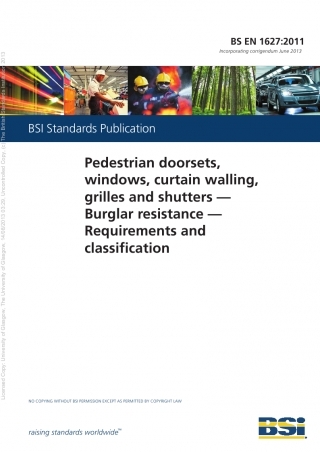 BS EN 1627:2011
Incorporating corrigendum June 2013
BSI Standards Publication
Pedestrian doorsets,
windows, curtain walling,
grilles and shutters —
Burglar resistance —
Requirements and
classification
NO COPYING WITHOUT BSI PERMISSION EXCEPT AS PERMITTED BY COPYRIGHT LAW
raising standards worldwide™
BSi